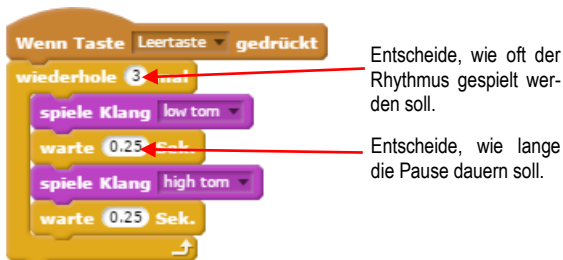 Wenn Taste Leertaste gedrückt
wiederhole 3 mal
spiele Klang low tom
warte 0.25 Sek.
spiele Klang high tom
warte 0.25 Sek.
Entscheide, wie oft der
Rhythmus gespielt wer-
den soll.
Entscheide, wie lange
die Pause dauern soll.